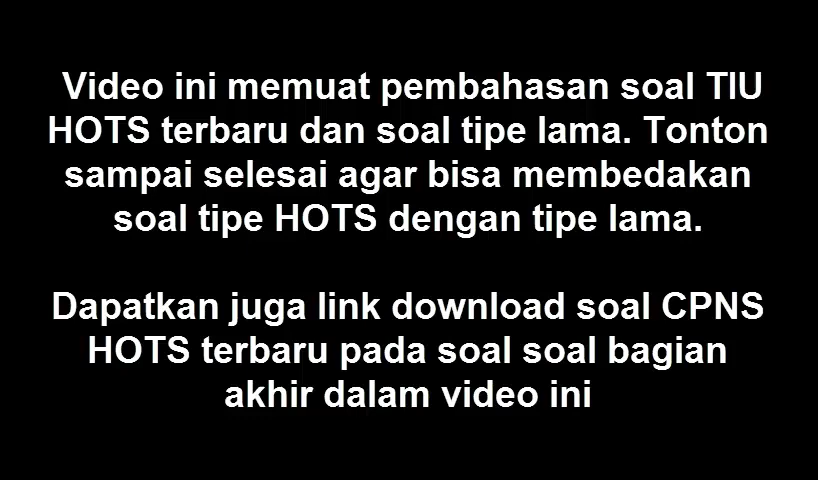 Video ini memuat pembahasan soal TIU
HOTS terbaru dan soal tipe lama. Tonton
sampai selesai agar bisa membedakan
soal tipe HOTS dengan tipe lama.
Dapatkan juga link download soal CPNS
HOTS terbaru pada soal soal bagian
akhir dalam video ini